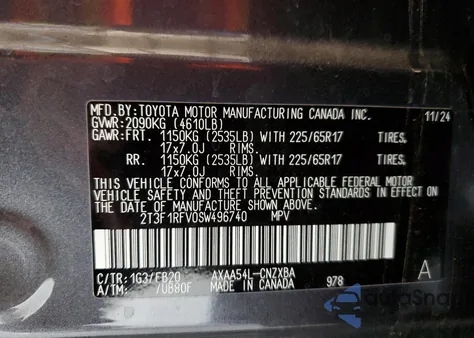 MFD.BY:TOYOTA MOTOR MANUFACTURING CANADA INC.
GVWR:2090KG (4610LB) 11/24
GAWR:FRT. 1150KG (2535LB) WITH 225/65R17 TIRES,
17x7.0J RIMS.
RR. 1150KG (2535LB) WITH 225/65R17 TIRES,
17x7.0J RIMS.
THIS VEHICLE CONFORMS TO ALL APPLICABLE FEDERAL MOTOR
VEHICLE SAFETY AND THEFT PREVENTION STANDARDS IN EFFECT ON
THE DATE OF MANUFACTURE SHOWN ABOVE.
2T3F1RFV0SW496740 MPV
C/TR:1G3/FB20 AXAA54L-CNZXBA A
A/TM: /UB80F MADE IN CANADA 978
AutoSnap